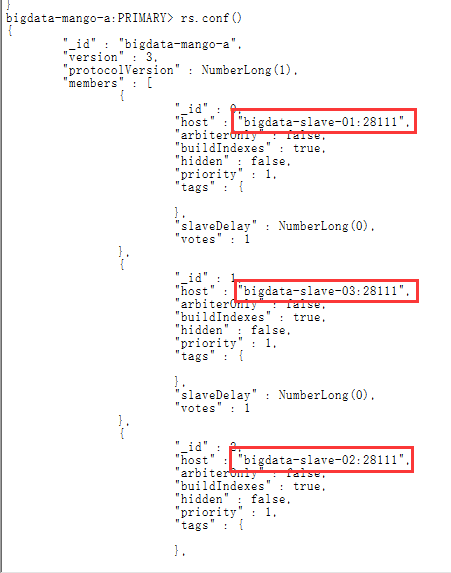 }
bigdata-mango-a:PRIMARY> rs.conf()
{
"_id" : "bigdata-mango-a",
"version" : 3,
"protocolVersion" : NumberLong(1),
"members" : [
{
"_id" : 0,
"host" : "bigdata-slave-01:28111",
"arbiterOnly" : false,
"buildIndexes" : true,
"hidden" : false,
"priority" : 1,
"tags" : {
},
"slaveDelay" : NumberLong(0),
"votes" : 1
},
{
"_id" : 1,
"host" : "bigdata-slave-03:28111",
"arbiterOnly" : false,
"buildIndexes" : true,
"hidden" : false,
"priority" : 1,
"tags" : {
},
"slaveDelay" : NumberLong(0),
"votes" : 1
},
{
"_id" : 2,
"host" : "bigdata-slave-02:28111",
"arbiterOnly" : false,
"buildIndexes" : true,
"hidden" : false,
"priority" : 1,
"tags" : {
},